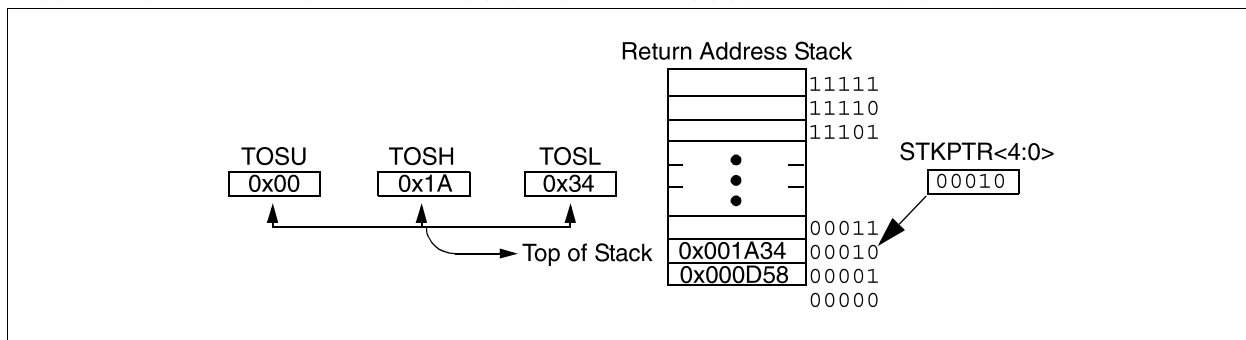 Return Address Stack
11111
11110
11101
STKPTR<4:0>
TOSU TOSH TOSL
0x00 0x1A 0x34 00010
00011
Top of Stack 0x001A34 00010
0x000D58 00001
00000